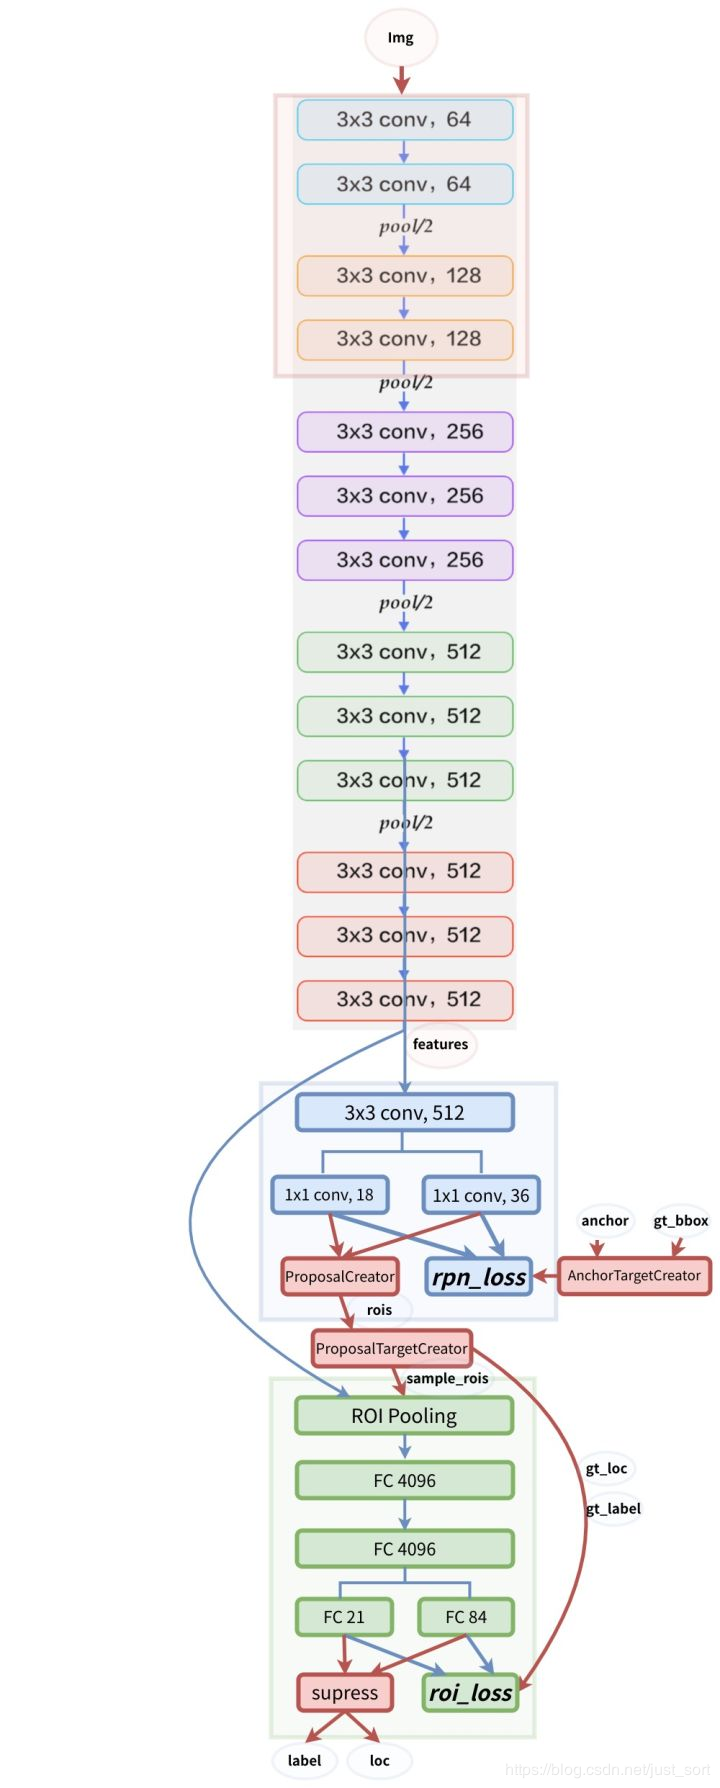 Img
3x3 conv, 64
3x3 conv, 64
pool/2
3x3 conv, 128
3x3 conv, 128
pool/2
3x3 conv, 256
3x3 conv, 256
3x3 conv, 256
pool/2
3x3 conv, 512
3x3 conv, 512
3x3 conv, 512
pool/2
3x3 conv, 512
3x3 conv, 512
3x3 conv, 512
features
3x3 conv, 512
1x1 conv, 18
1x1 conv, 36
anchor
gt_bbox
ProposalCreator
rpn_loss
AnchorTargetCreator
rois
ProposalTargetCreator
sample_rois
ROI Pooling
gt_loc
FC 4096
gt_label
FC 4096
FC 21
FC 84
supress
roi_loss
label
loc
https://blog.csdn.net/just_sort